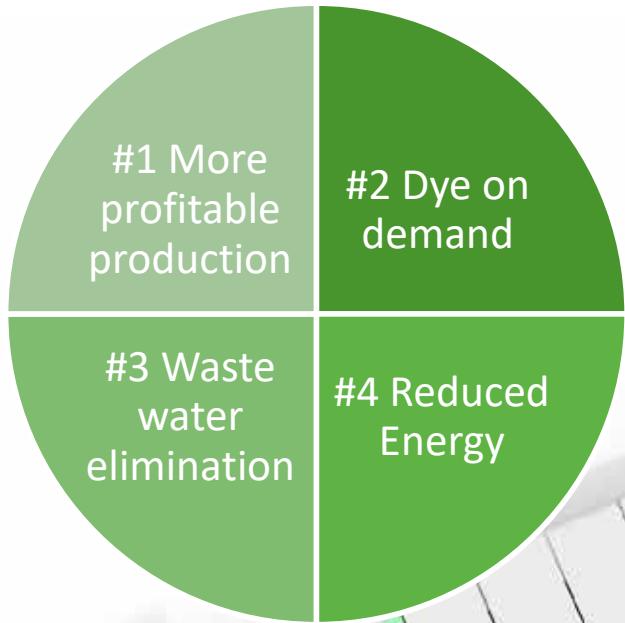 #1 More
profitable
production
#2 Dye on
demand
#3 Waste
water
elimination
#4 Reduced
Energy